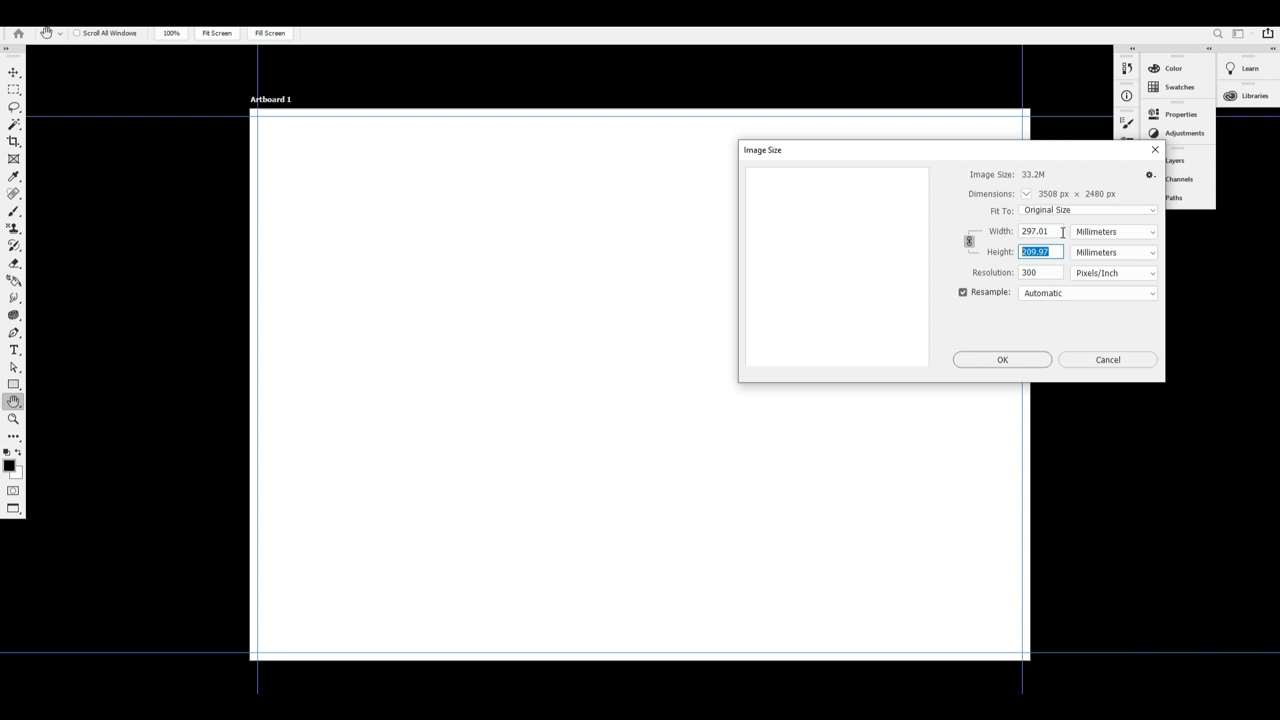 Scroll All Windows
100%
Fit Screen
Fill Screen
Color
Learn
Swatches
Libraries
Artboard 1
Properties
Adjustments
Image Size
Layers
Image Size: 33.2M
Channels
Dimensions: 3508 px × 2480 px
Paths
Fit To: Original Size
Width: 297.01 Millimeters
Height: 209.97 Millimeters
Resolution: 300 Pixels/Inch
Resample: Automatic
OK
Cancel